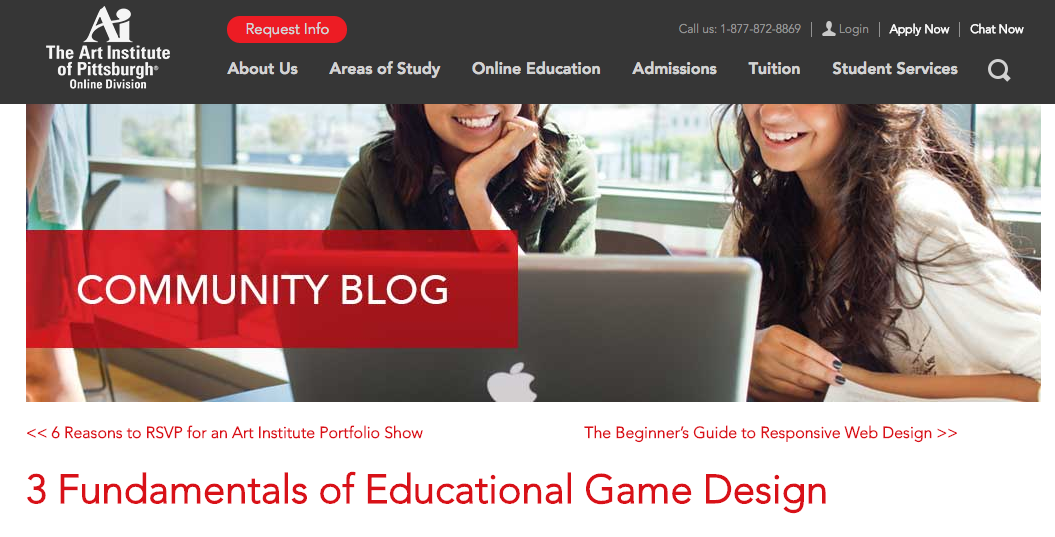 Ai
The Art Institute
of Pittsburgh®
Online Division
Request Info
Call us: 1-877-872-8869 | Login | Apply Now | Chat Now
About Us Areas of Study Online Education Admissions Tuition Student Services
COMMUNITY BLOG
<< 6 Reasons to RSVP for an Art Institute Portfolio Show
The Beginner's Guide to Responsive Web Design >>
3 Fundamentals of Educational Game Design